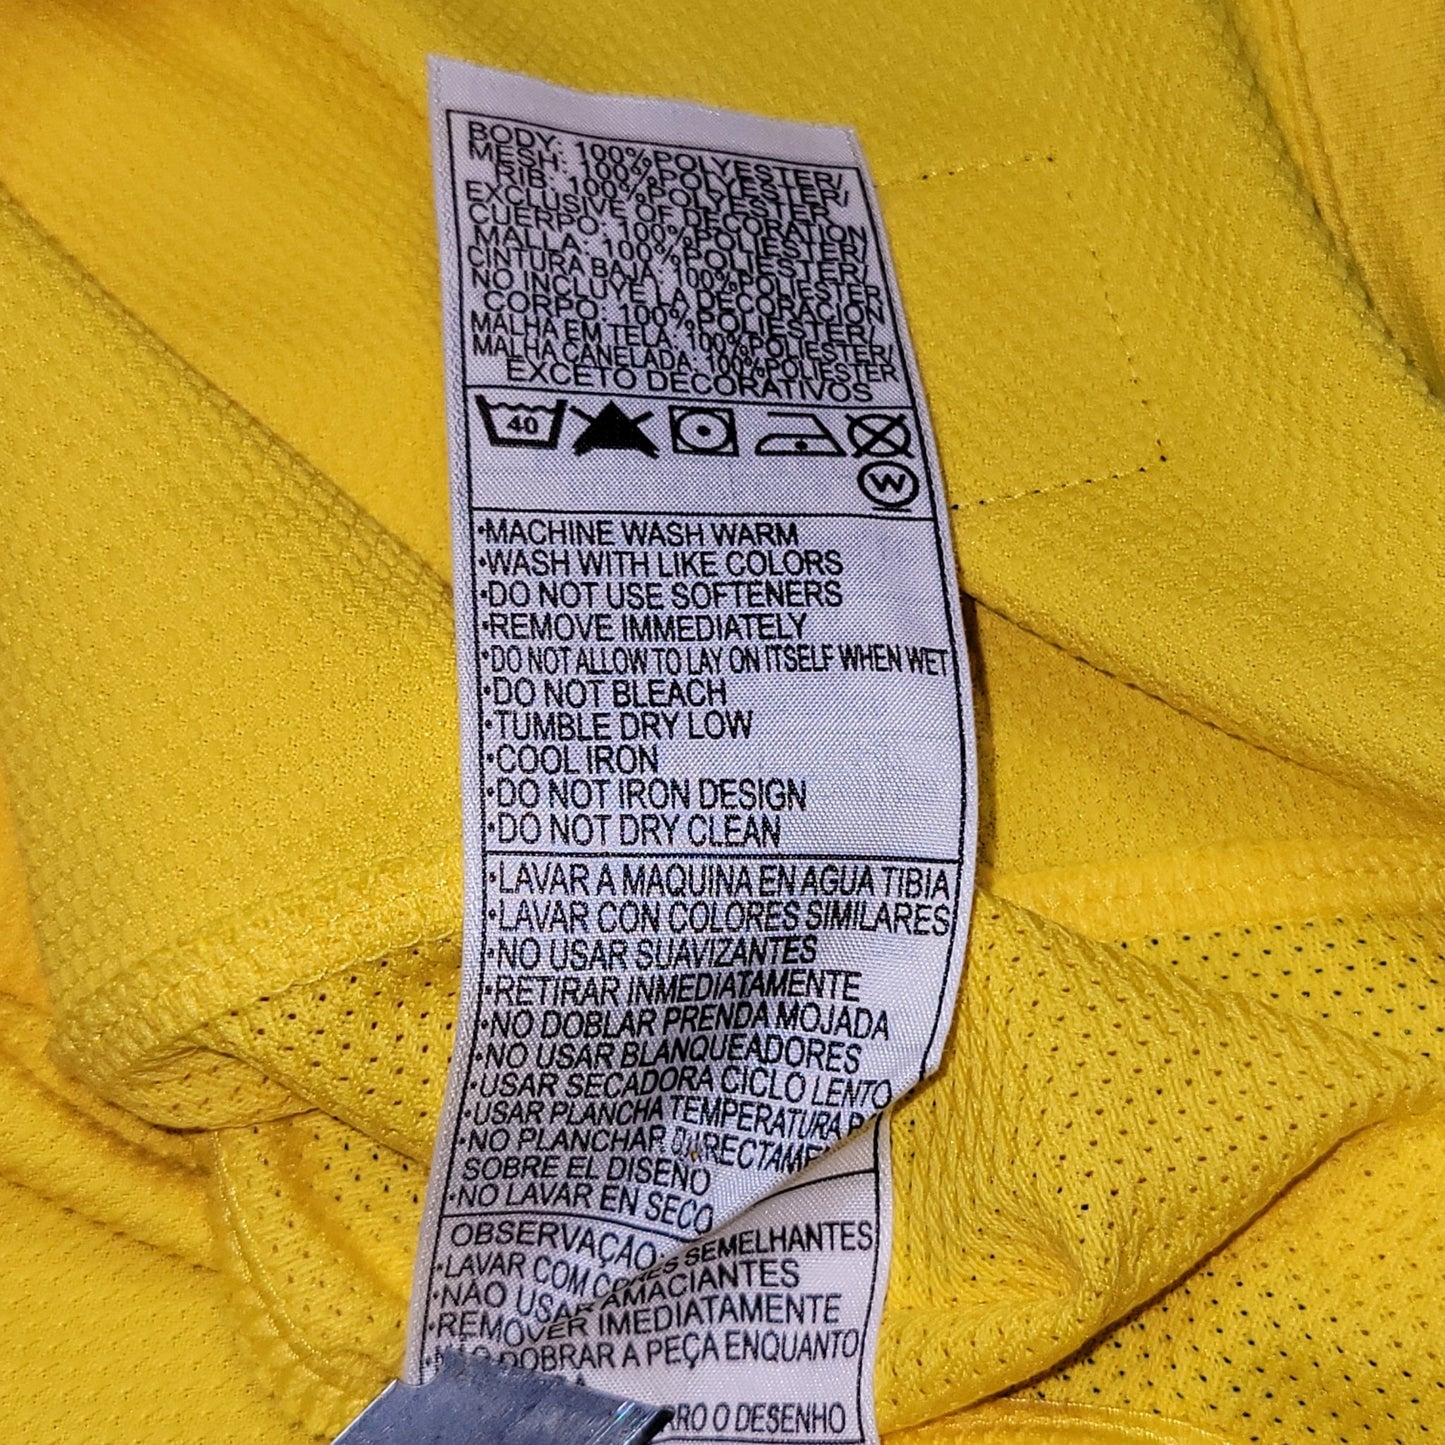 BODY: 100%POLYESTER/
MESH: 100%POLYESTER/
RIB: 100%POLYESTER
EXCLUSIVE OF DECORATION
CUERPO: 100%POLIESTER/
MALLA: 100%POLIESTER/
CINTURA BAJA: 100%POLIESTER
NO INCLUYE LA DECORACION
CORPO: 100%POLIESTER/
MALHA EM TELA: 100%POLIESTER/
MALHA CANELADA: 100%POLIESTER
EXCETO DECORATIVOS
40
W
•MACHINE WASH WARM
•WASH WITH LIKE COLORS
•DO NOT USE SOFTENERS
•REMOVE IMMEDIATELY
•DO NOT ALLOW TO LAY ON ITSELF WHEN WET
•DO NOT BLEACH
•TUMBLE DRY LOW
•COOL IRON
•DO NOT IRON DESIGN
•DO NOT DRY CLEAN
•LAVAR A MAQUINA EN AGUA TIBIA
•LAVAR CON COLORES SIMILARES
•NO USAR SUAVIZANTES
•RETIRAR INMEDIATAMENTE
•NO DOBLAR PRENDA MOJADA
•NO USAR BLANQUEADORES
•USAR SECADORA CICLO LENTO
•USAR PLANCHA TEMPERATURA
•NO PLANCHAR
SOBRE EL DISENO
•NO LAVAR EN SECO
OBSERVAÇAO:
•LAVAR COM CORES SEMELHANTES
•NÃO USAR AMACIANTES
•REMOVER IMEDIATAMENTE
•NÃO DOBRAR A PEÇA ENQUANTO
O DESENHO